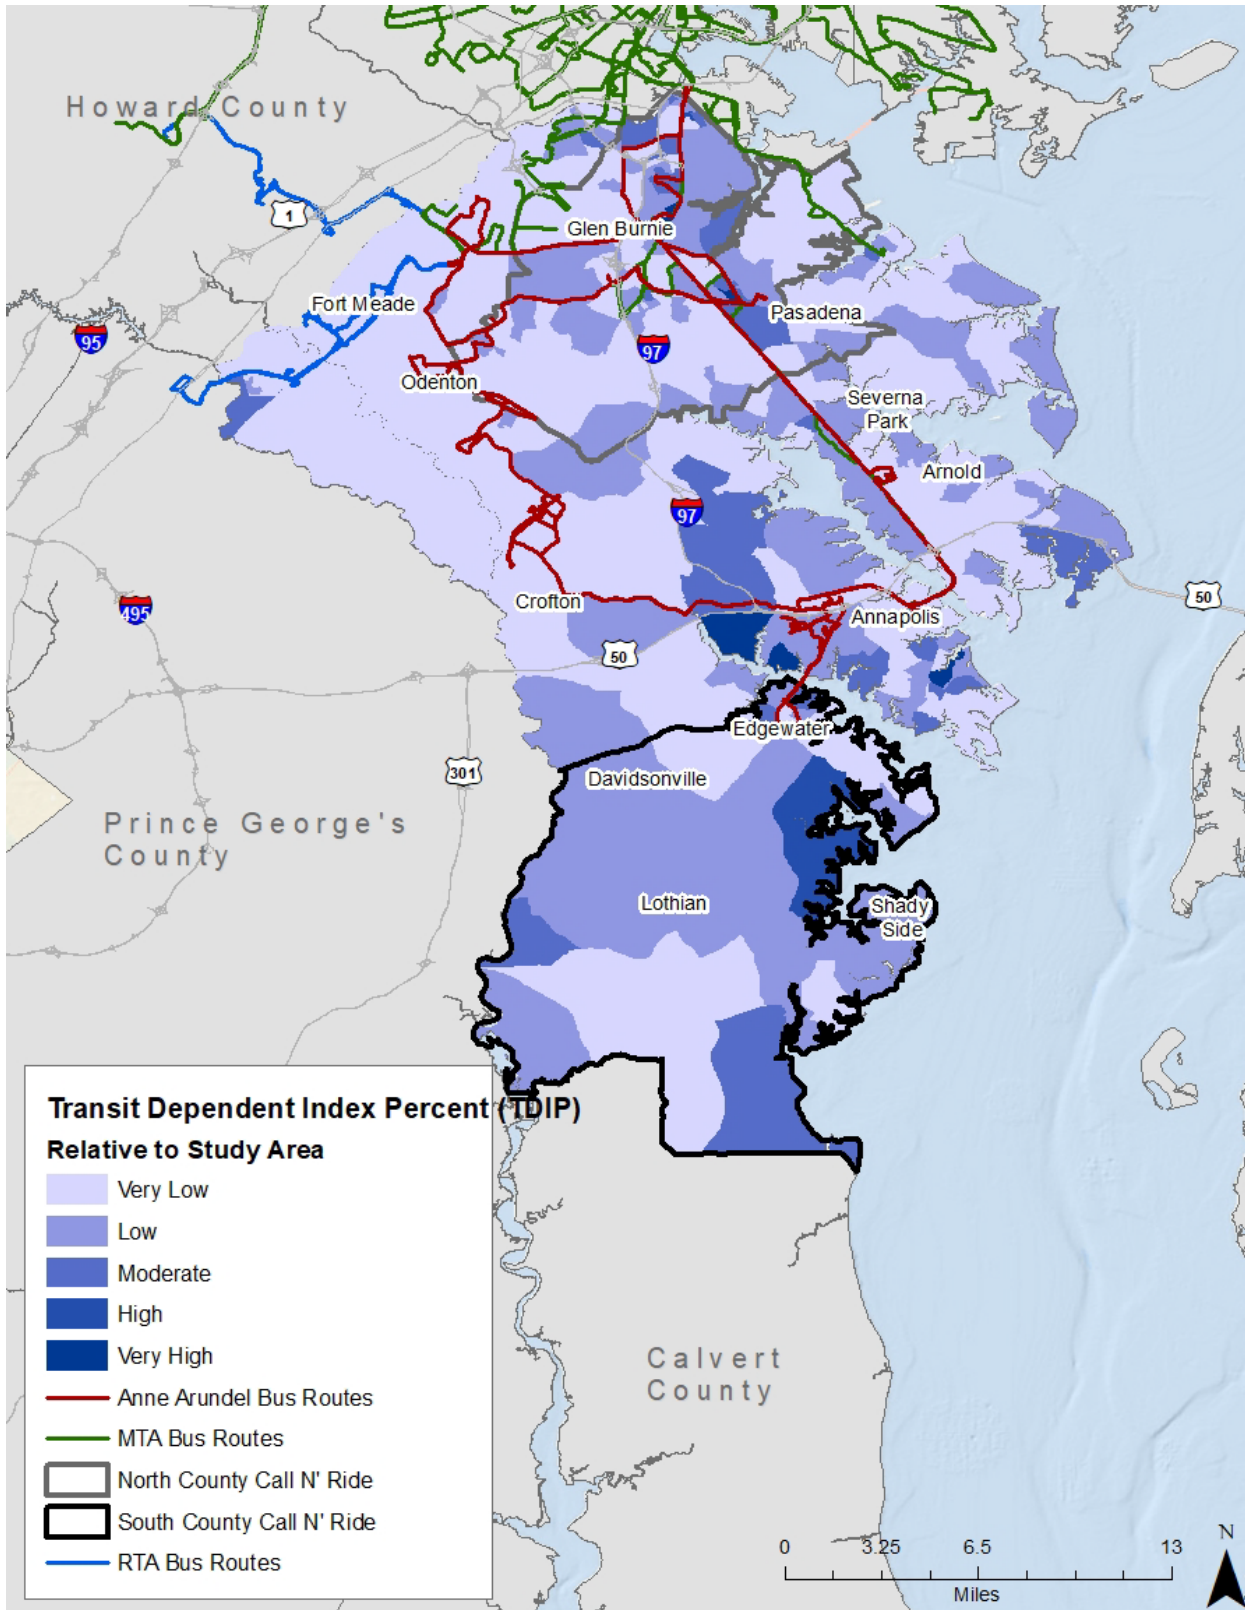 Howard County
1
Glen Burnie
Fort Meade
Pasadena
95
97
Odenton
Severna
Park
Arnold
97
Crofton
495
Annapolis
50
50
Edgewater
301
Davidsonville
Prince George's
County
Lothian
Shady
Side
Transit Dependent Index Percent (TDIP)
Relative to Study Area
Very Low
Low
Moderate
High
Very High
Anne Arundel Bus Routes
MTA Bus Routes
North County Call N' Ride
South County Call N' Ride
RTA Bus Routes
Calvert
County
0 3.25 6.5 13
Miles
N